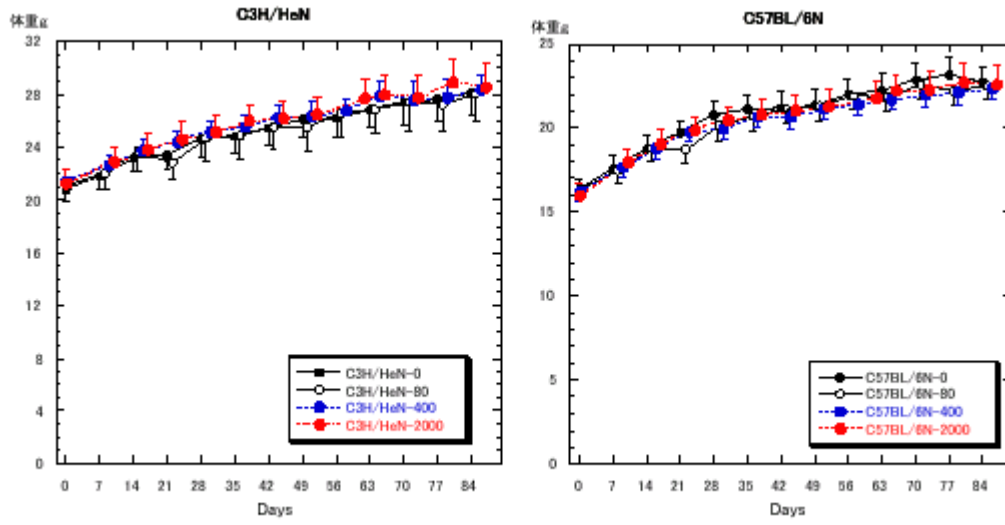 C3H/HeN
体重g
32
28
24
20
16
12
8
4
0
C3H/HeN-0
C3H/HeN-80
C3H/HeN-400
C3H/HeN-2000
0 7 14 21 28 35 42 49 56 63 70 77 84
Days
C57BL/6N
体重g
25
20
15
10
5
0
C57BL/6N-0
C57BL/6N-80
C57BL/6N-400
C57BL/6N-2000
0 7 14 21 28 35 42 49 56 63 70 77 84
Days